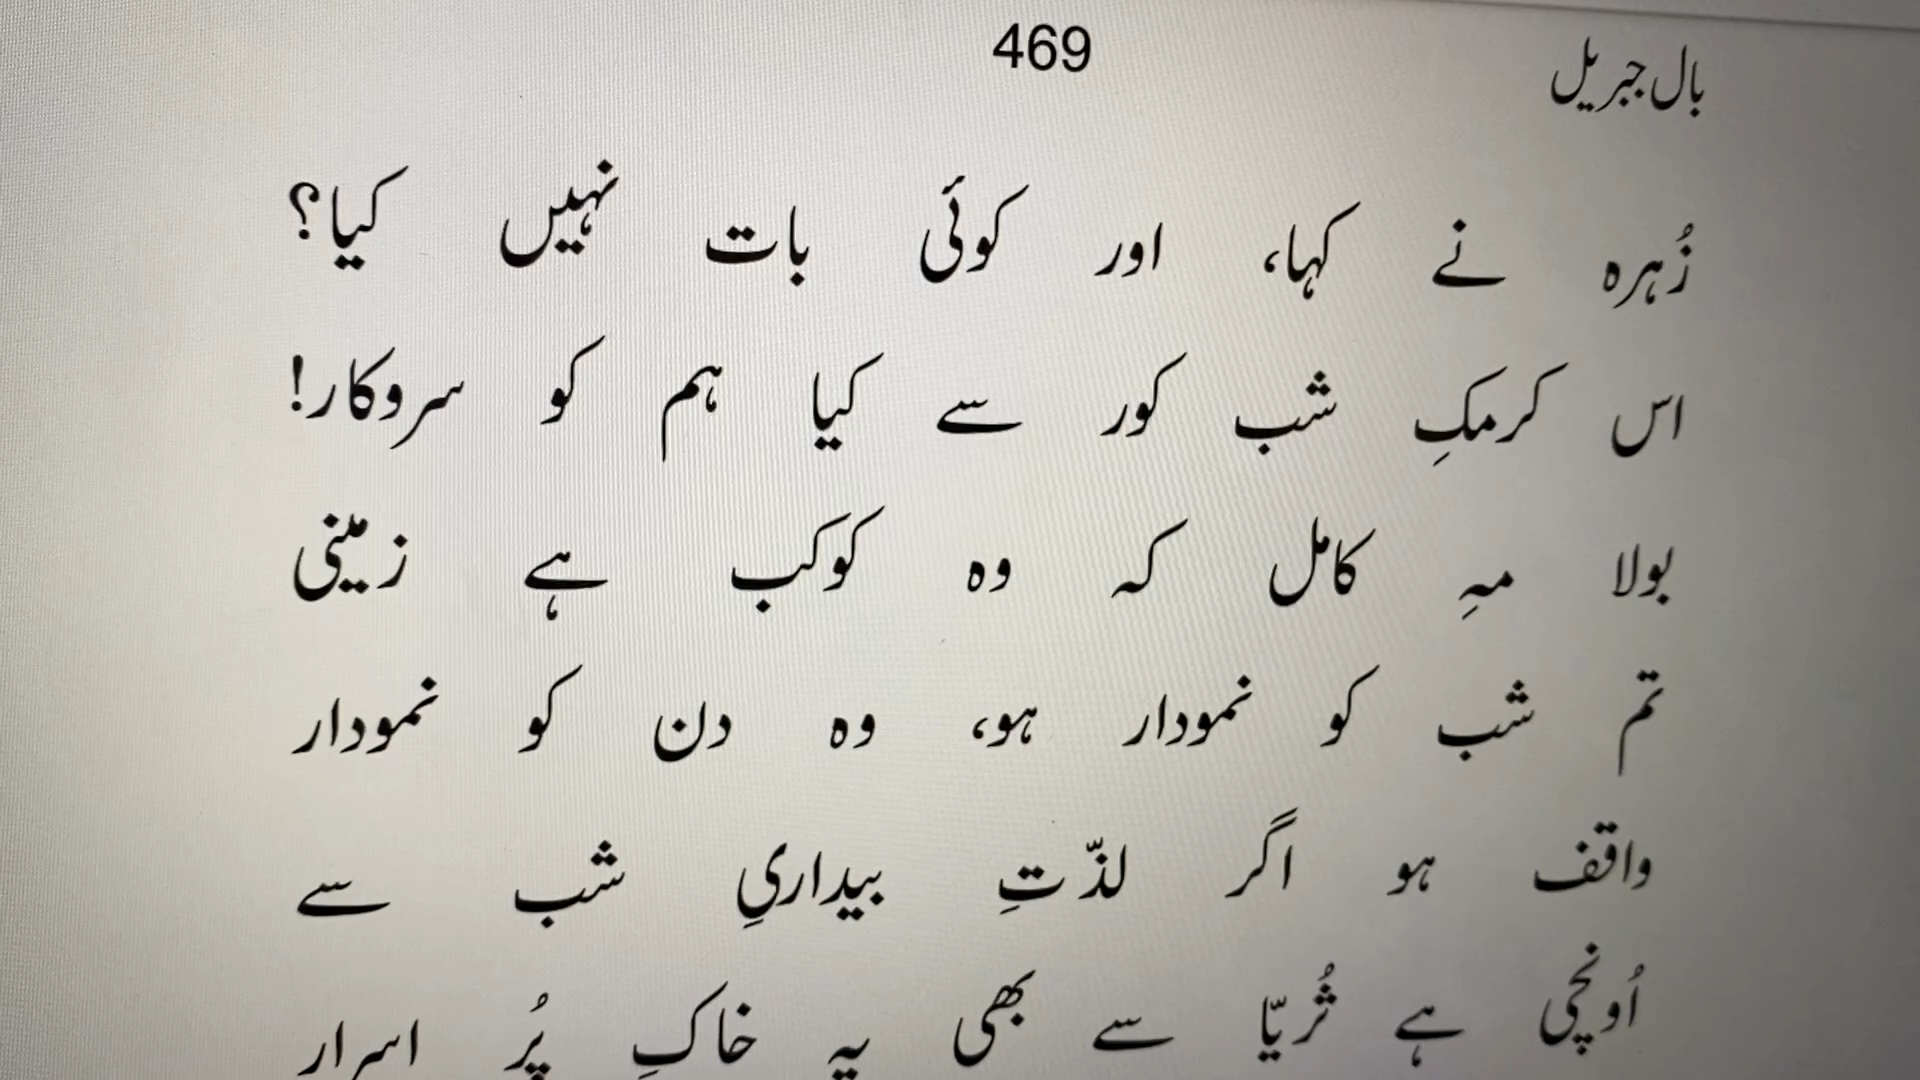 بال جبریل
469
زُہرہ نے کہا، اور کوئی بات نہیں کیا؟
اس کرمکِ شب کور سے کیا ہم کو سروکار!
بولا مہِ کامل کہ وہ کوکب ہے زمینی
تم شب کو نمودار ہو، وہ دن کو نمودار
واقف ہو اگر لذّتِ بیداریِ شب سے
اُونچی ہے ثُریّا سے بھی یہ خاکِ پُر اسرار